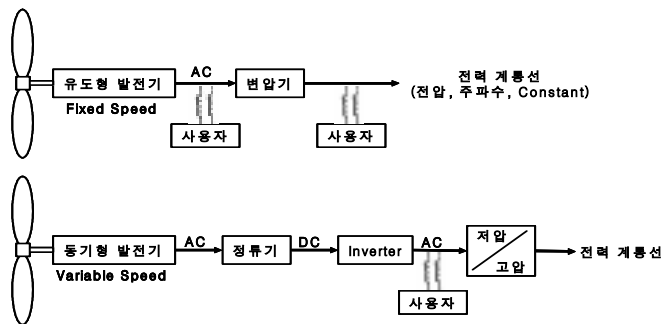 유도형 발전기
Fixed Speed
AC
변압기
사용자
사용자
전력 계통선
(전압, 주파수, Constant)
동기형 발전기
Variable Speed
AC
정류기
DC
Inverter
AC
사용자
저압
고압
전력 계통선